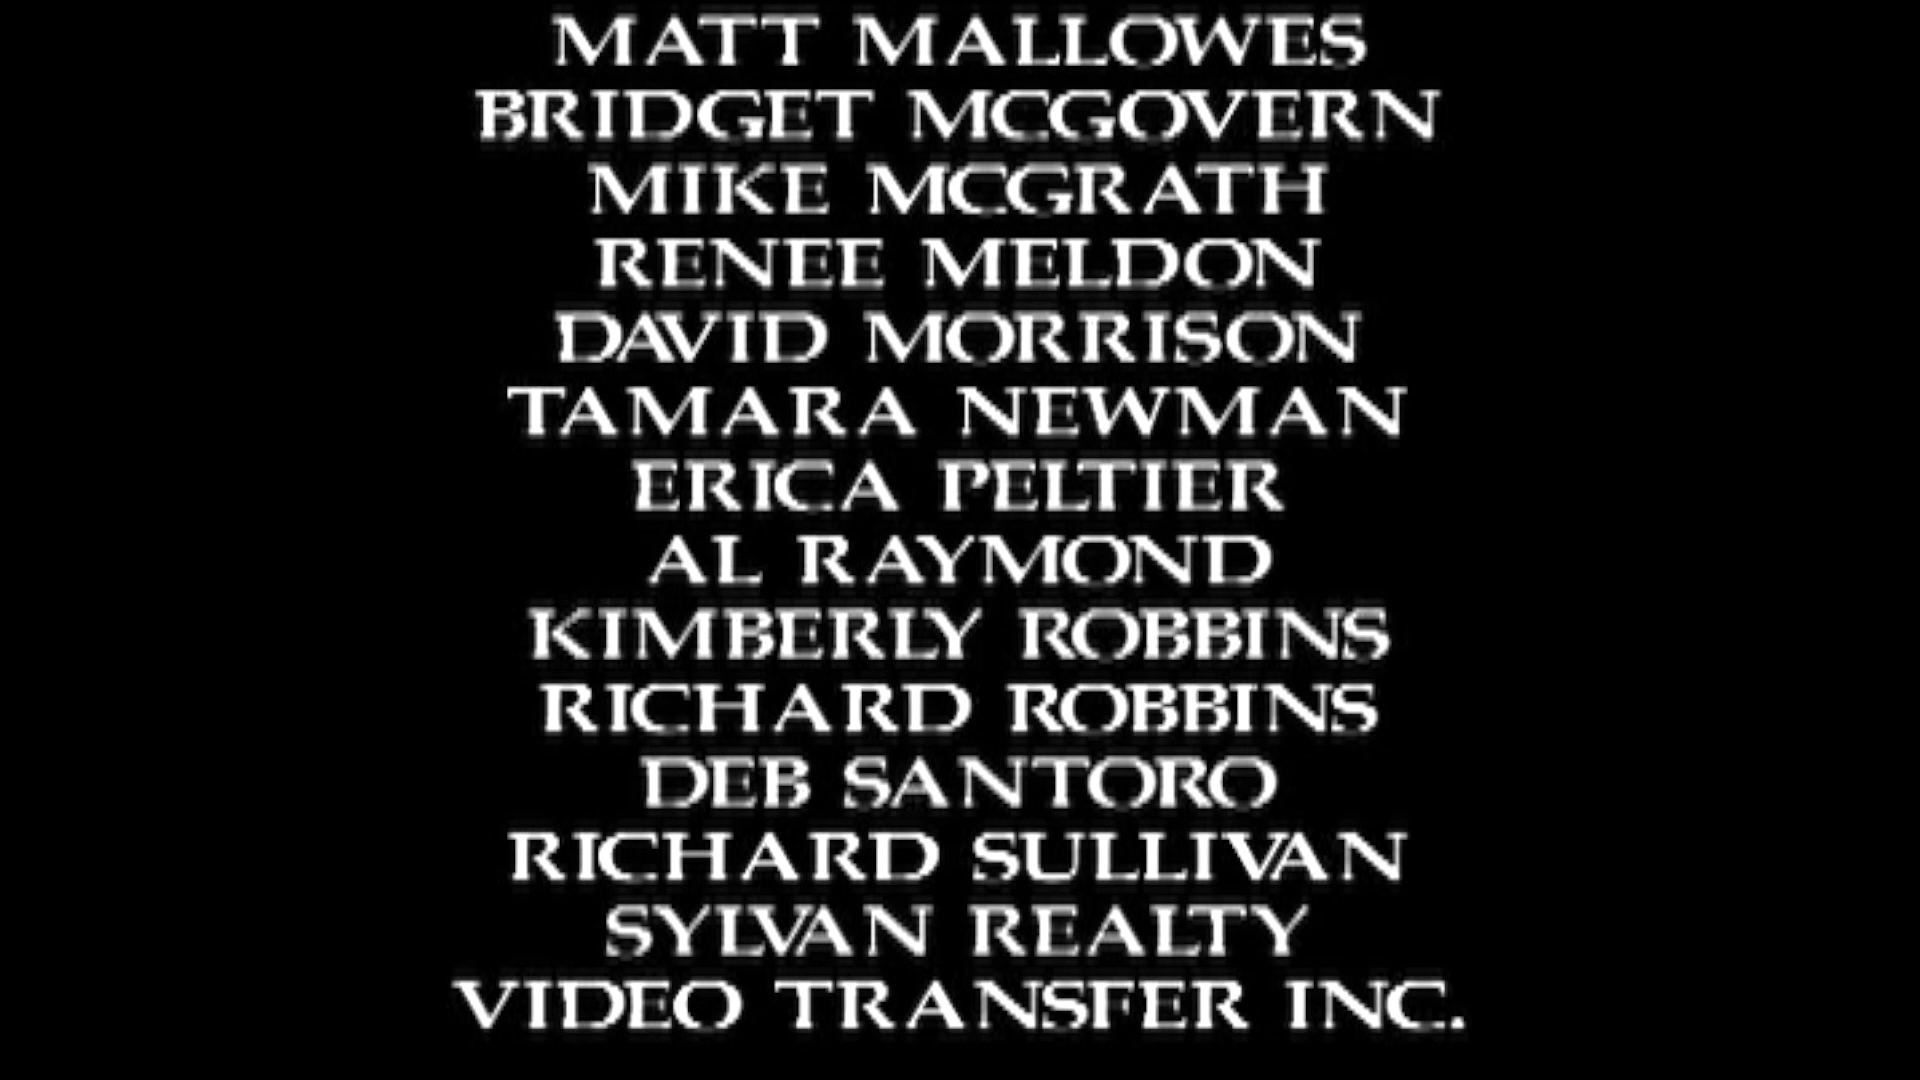 MATT MALLOWES
BRIDGET MCGOVERN
MIKE MCGRATH
RENEE MELDON
DAVID MORRISON
TAMARA NEWMAN
ERICA PELTIER
AL RAYMOND
KIMBERLY ROBBINS
RICHARD ROBBINS
DEB SANTORO
RICHARD SULLIVAN
SYLVAN REALTY
VIDEO TRANSFER INC.